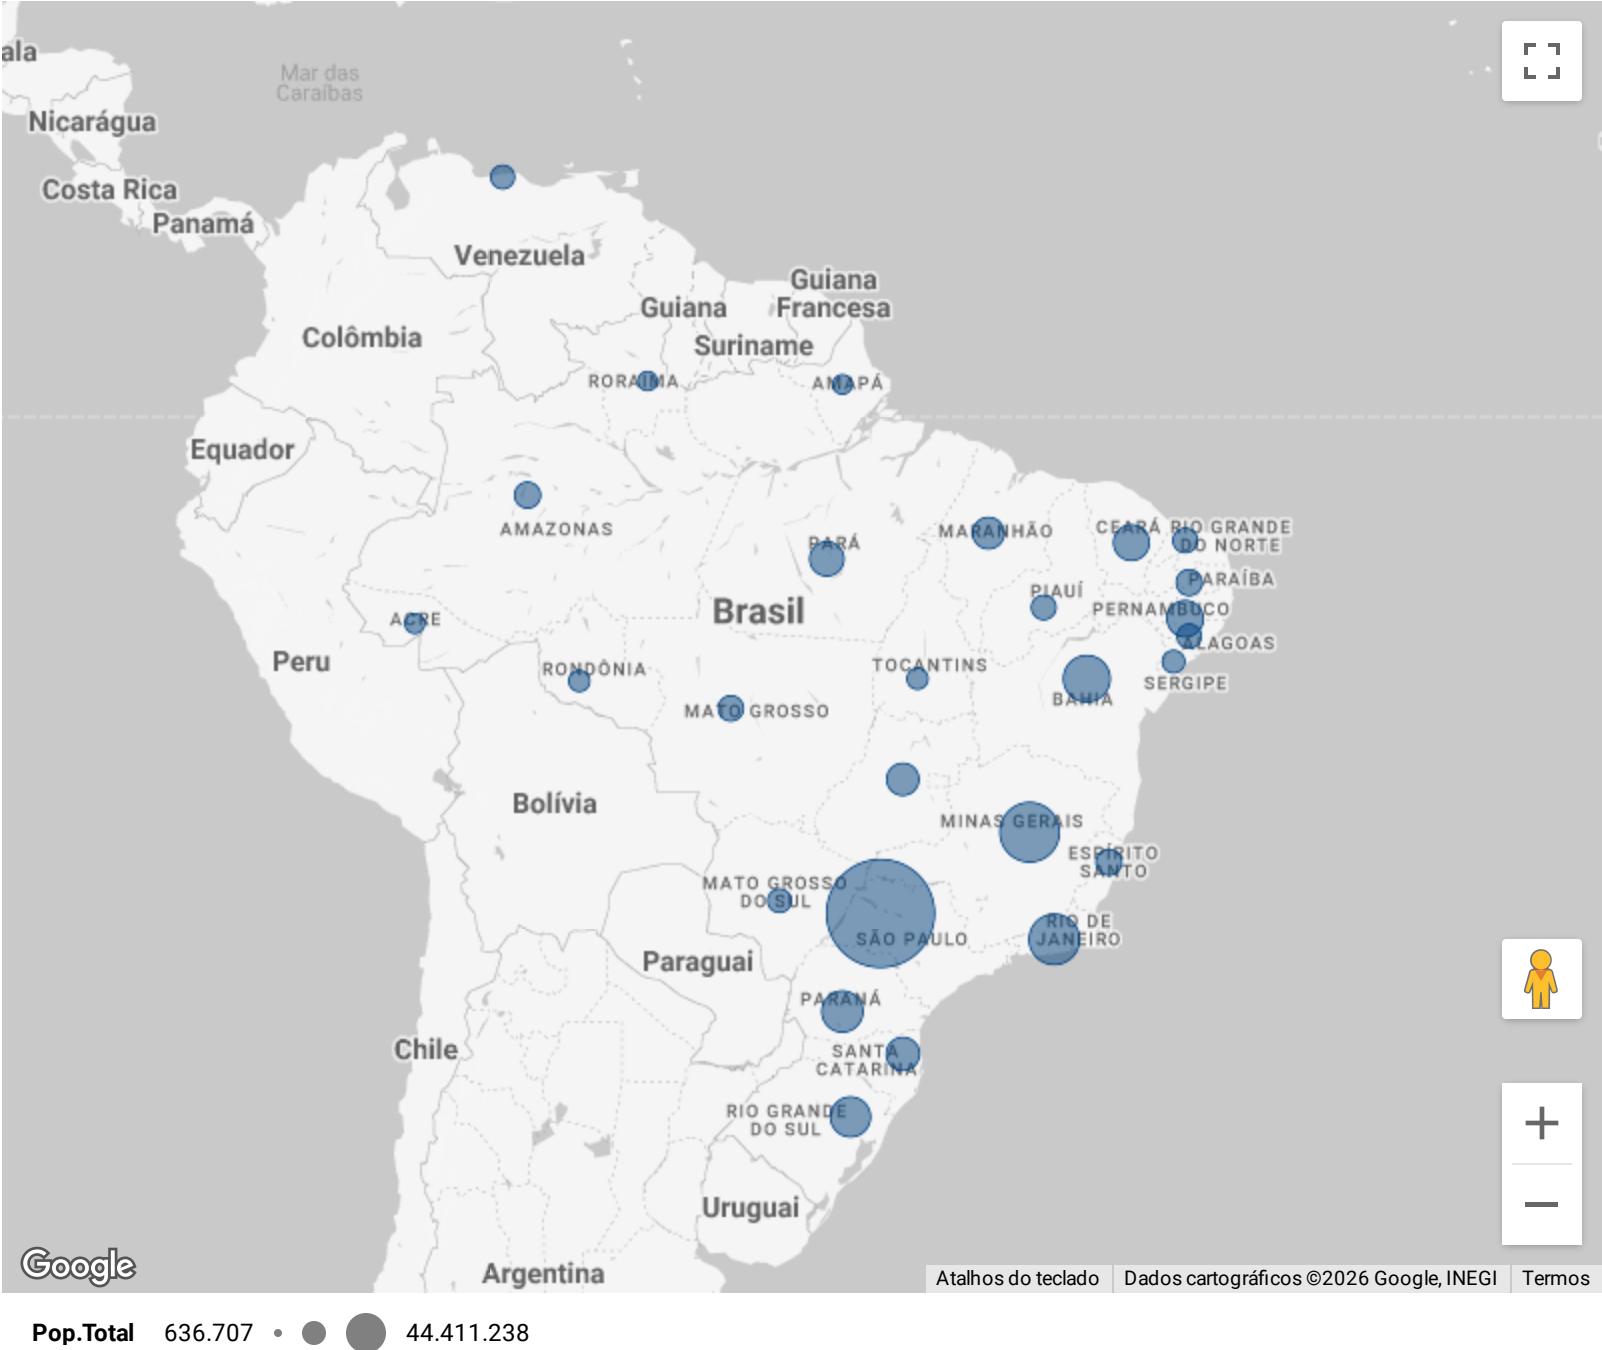 ala
Mar das
Caraíbas
Nicarágua
Costa Rica
Panamá
Venezuela
Guiana
Francesa
Guiana
Colômbia
Suriname
RORAIMA
AMAPÁ
Equador
AMAZONAS
PARÁ
MARANHÃO
CEARÁ
RIO GRANDE
DO NORTE
PARAÍBA
PIAUÍ
PERNAMBUCO
Brasil
ACRE
ALAGOAS
Peru
RONDÔNIA
TOCANTINS
SERGIPE
BAHIA
MATO GROSSO
Bolívia
MINAS GERAIS
ESPÍRITO
SANTO
MATO GROSSO
DO SUL
SÃO PAULO
RIO DE
JANEIRO
Paraguai
PARANÁ
Chile
SANTA
CATARINA
RIO GRANDE
DO SUL
Uruguai
Google
Argentina
Atalhos do teclado
Dados cartográficos ©2026 Google, INEGI
Termos
Pop.Total 636.707 44.411.238